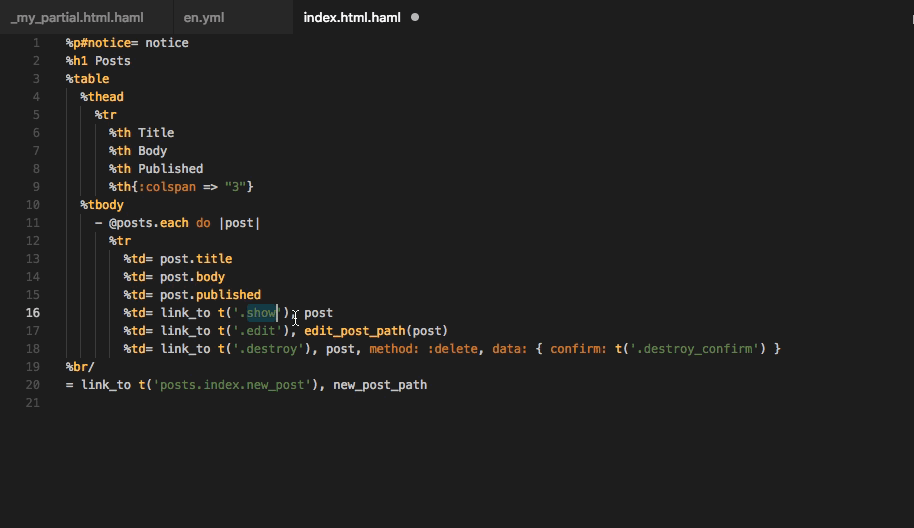 _my_partial.html.haml en.yml index.html.haml
1 %p#notice= notice
2 %h1 Posts
3 %table
4 %thead
5 %tr
6 %th Title
7 %th Body
8 %th Published
9 %th{:colspan => "3"}
10 %tbody
11 - @posts.each do |post|
12 %tr
13 %td= post.title
14 %td= post.body
15 %td= post.published
16 %td= link_to t('.show'), post
17 %td= link_to t('.edit'), edit_post_path(post)
18 %td= link_to t('.destroy'), post, method: :delete, data: { confirm: t('.destroy_confirm') }
19 %br/
20 = link_to t('posts.index.new_post'), new_post_path
21